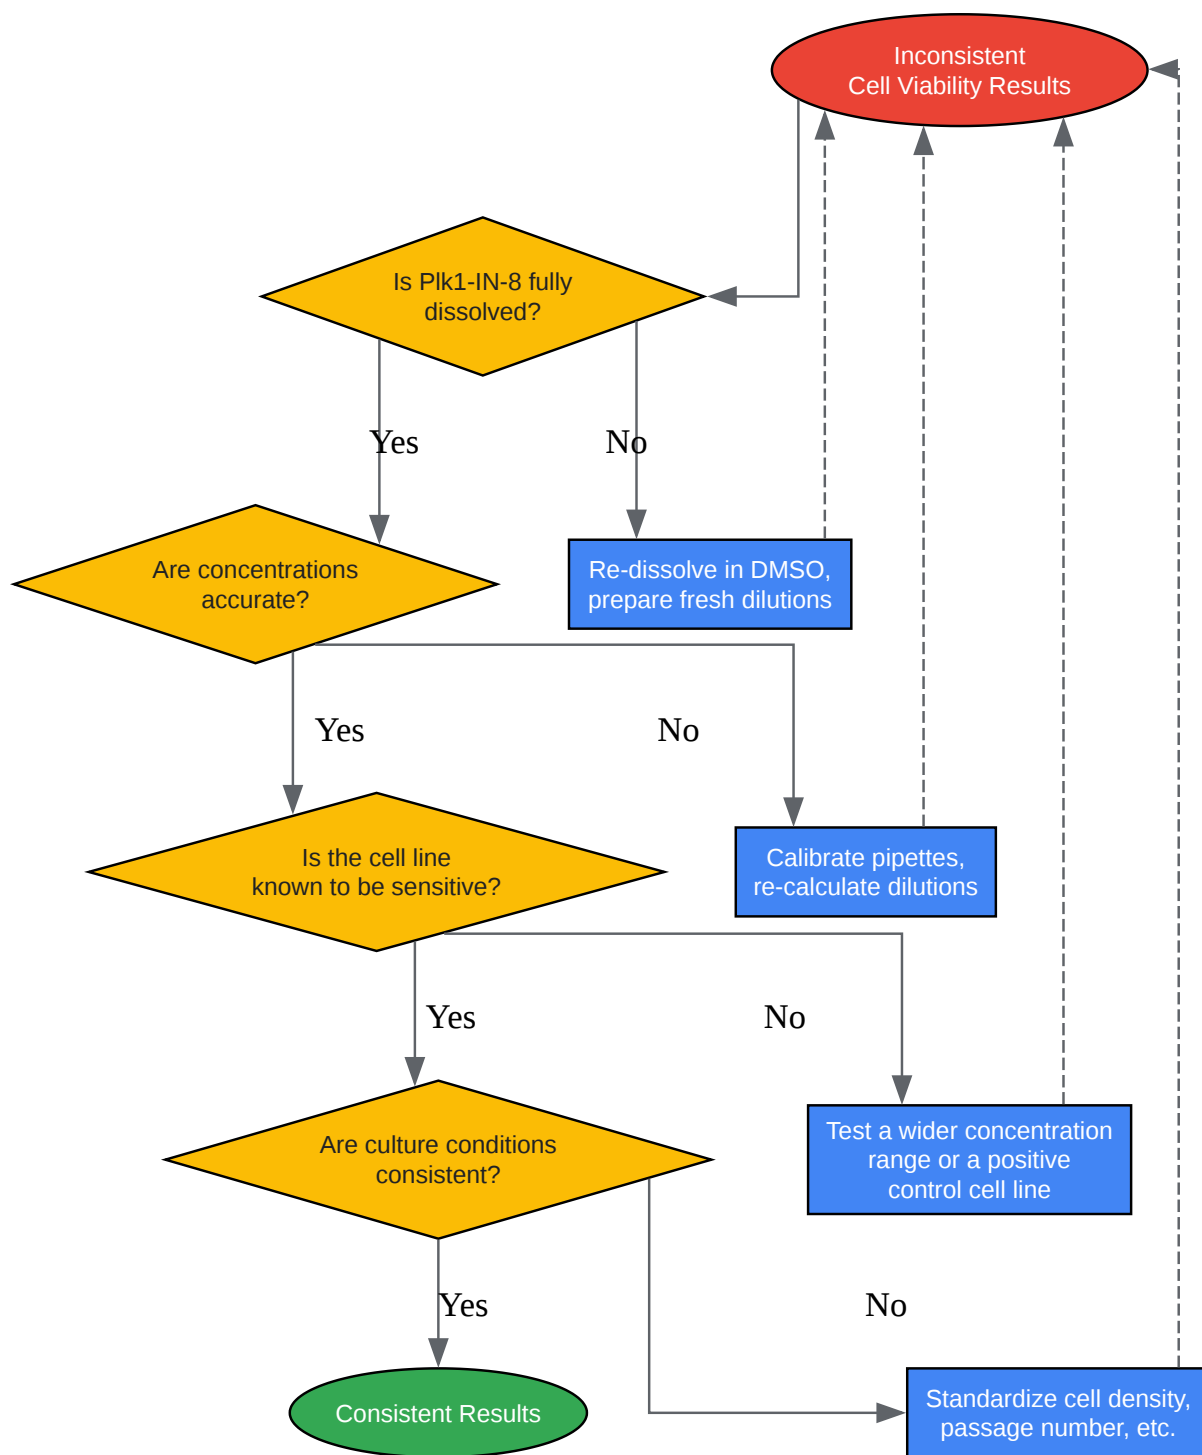 Inconsistent
Cell Viability Results
Is Plk1-IN-8 fully
dissolved?
Yes
No
Are concentrations
accurate?
Re-dissolve in DMSO,
prepare fresh dilutions
Yes
No
Is the cell line
known to be sensitive?
Calibrate pipettes,
re-calculate dilutions
Yes
No
Are culture conditions
consistent?
Test a wider concentration
range or a positive
control cell line
Yes
No
Consistent Results
Standardize cell density,
passage number, etc.